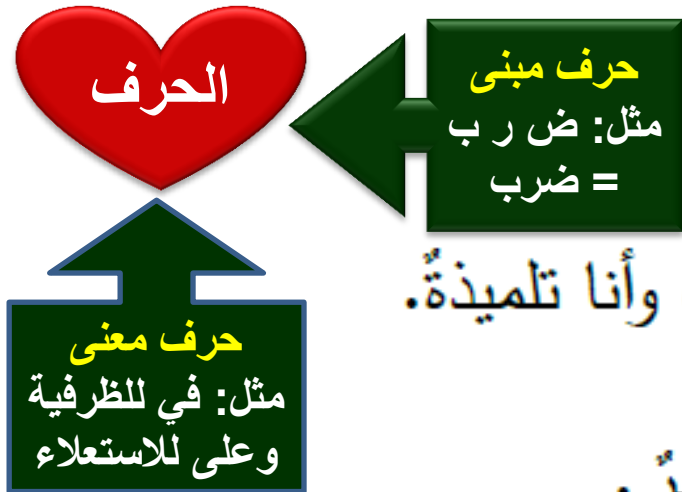 الحرف
حرف مبنى
مثل: ض ر ب
= ضرب
وأنا تلميذةٌ.
حرف معنى
مثل: في للظرفية
وعلى للاستعلاء